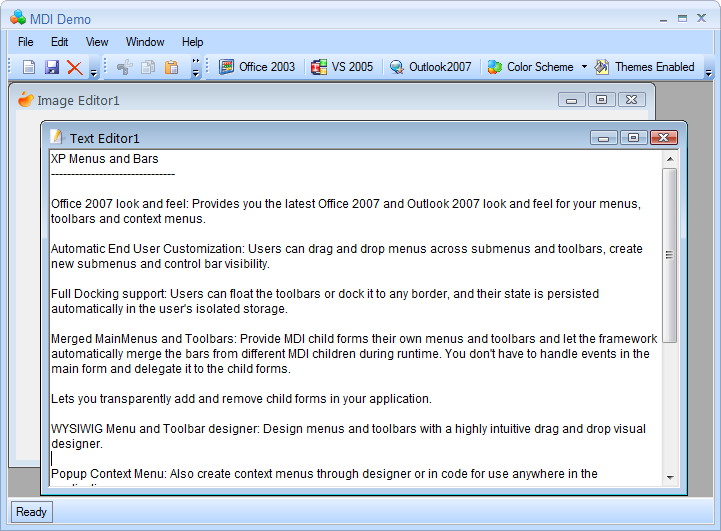 MDI Demo
File Edit View Window Help
Office 2003 VS 2005 Outlook2007 Color Scheme Themes Enabled
Image Editor1
Text Editor1
XP Menus and Bars
-------------------------------
Office 2007 look and feel: Provides you the latest Office 2007 and Outlook 2007 look and feel for your menus,
toolbars and context menus.
Automatic End User Customization: Users can drag and drop menus across submenus and toolbars, create
new submenus and control bar visibility.
Full Docking support: Users can float the toolbars or dock it to any border, and their state is persisted
automatically in the user's isolated storage.
Merged MainMenus and Toolbars: Provide MDI child forms their own menus and toolbars and let the framework
automatically merge the bars from different MDI children during runtime. You don't have to handle events in the
main form and delegate it to the child forms.
Lets you transparently add and remove child forms in your application.
WYSIWIG Menu and Toolbar designer: Design menus and toolbars with a highly intuitive drag and drop visual
designer.
Popup Context Menu: Also create context menus through designer or in code for use anywhere in the
Ready